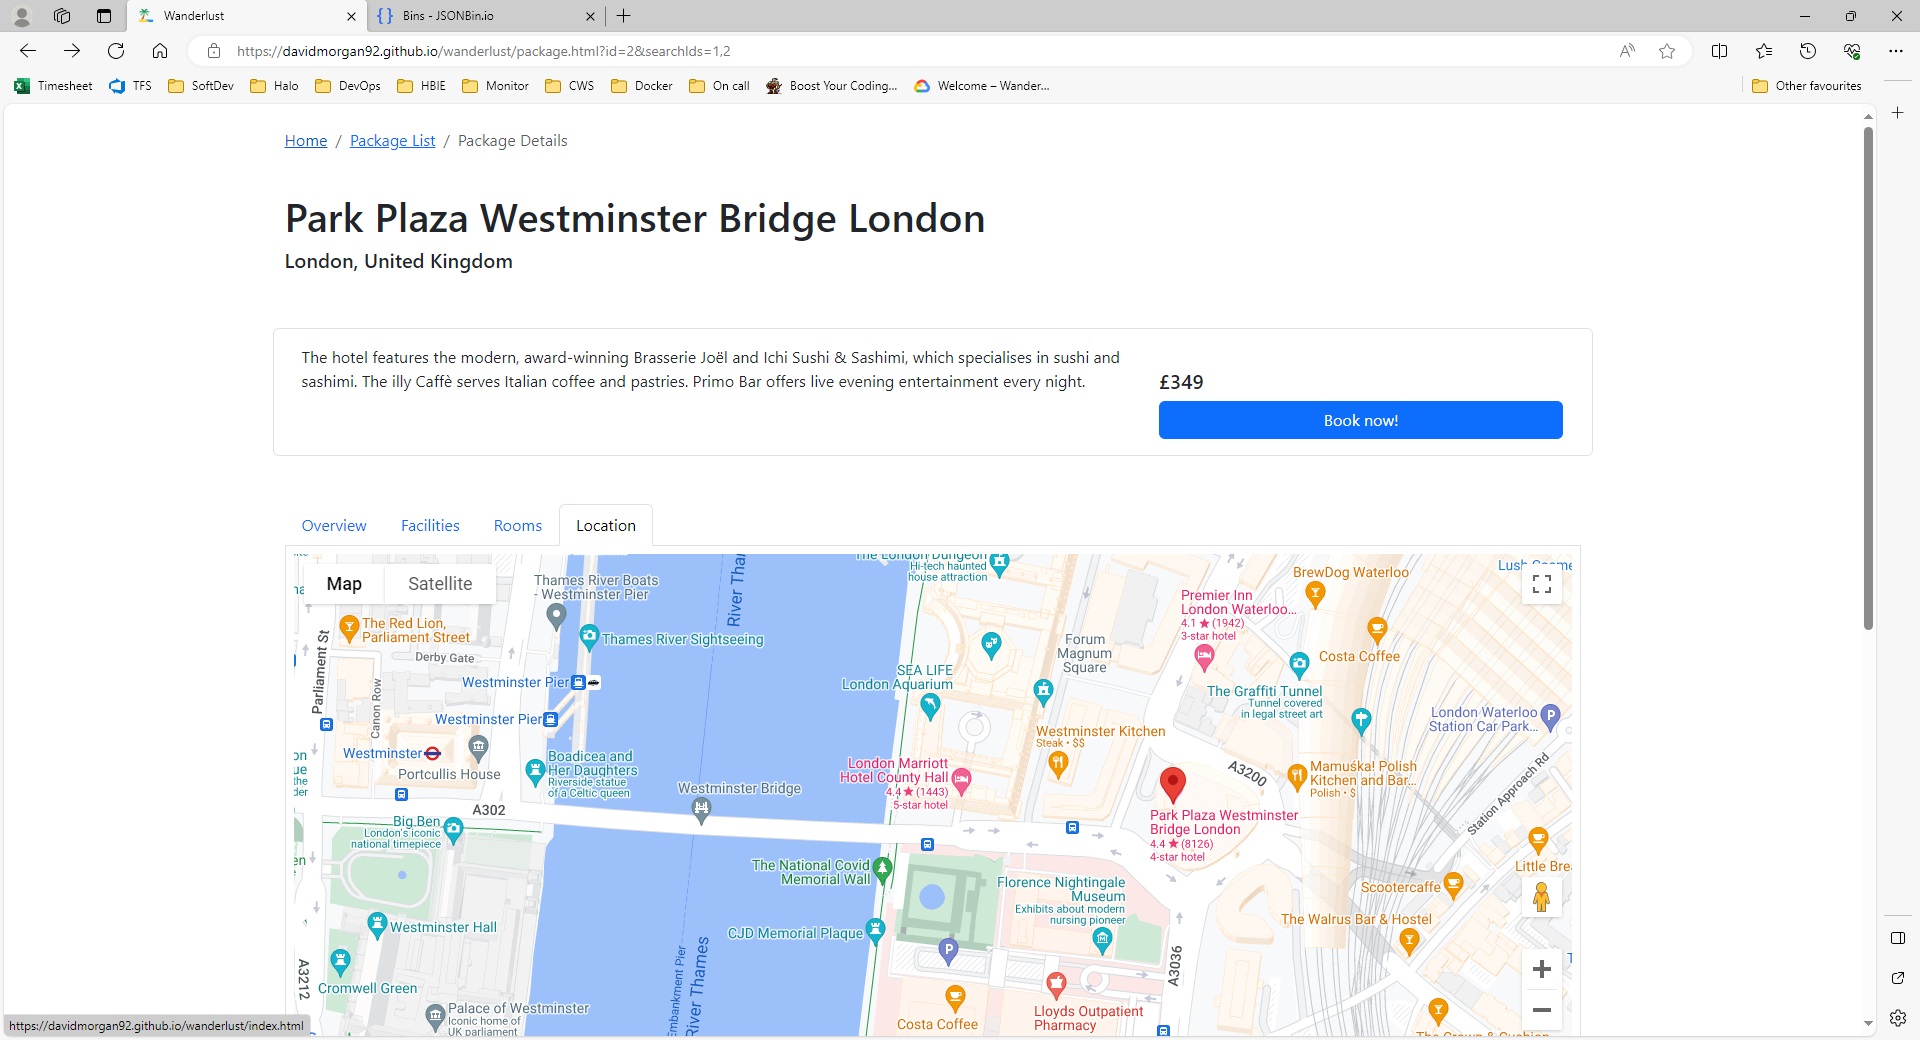 Wanderlust
Bins - JSONBin.io
https://davidmorgan92.github.io/wanderlust/package.html?id=2&searchIds=1,2
Timesheet
TFS
SoftDev
Halo
DevOps
HBIE
Monitor
CWS
Docker
On call
Boost Your Coding...
Welcome – Wander...
Other favourites
Home / Package List / Package Details
Park Plaza Westminster Bridge London
London, United Kingdom
The hotel features the modern, award-winning Brasserie Joël and Ichi Sushi & Sashimi, which specialises in sushi and
sashimi. The illy Caffè serves Italian coffee and pastries. Primo Bar offers live evening entertainment every night.
£349
Book now!
Overview
Facilities
Rooms
Location
Map
Satellite
Thames River Boats
- Westminster Pier
River Tha
The London Dungeon
Hi-tech haunted
house attraction
BrewDog Waterloo
Premier Inn
London Waterloo...
4.1 ★ (1942)
3-star hotel
The Red Lion,
Parliament Street
Parliament St
Derby Gate
Canon Row
Thames River Sightseeing
Forum
Magnum
Square
Costa Coffee
SEA LIFE
London Aquarium
Westminster Pier
Westminster Pier
The Graffiti Tunnel
Tunnel covered
in legal street art
London Waterloo
Station Car Park...
P
Westminster
Portcullis House
Boadicea and
Her Daughters
Riverside statue
of a Celtic queen
Westminster Kitchen
Steak • $$
London Marriott
Hotel County Hall
4.4 ★ (1443)
5-star hotel
A3200
Mamuśka! Polish
Kitchen and Bar...
Polish • $
Station Approach Rd
Westminster Bridge
A302
Big Ben
London's iconic
national timepiece
Park Plaza Westminster
Bridge London
4.4 ★ (8126)
4-star hotel
The National Covid
Memorial Wall
Florence Nightingale
Museum
Exhibits about modern
nursing pioneer
Little Bre
Scootercaffe
The Walrus Bar & Hostel
Westminster Hall
CJD Memorial Plaque
P
A3036
A3212
Cromwell Green
Palace of Westminster
Iconic home of
UK parliament
Embankment Pier
River Thames
Costa Coffee
Lloyds Outpatient
Pharmacy
https://davidmorgan92.github.io/wanderlust/index.html